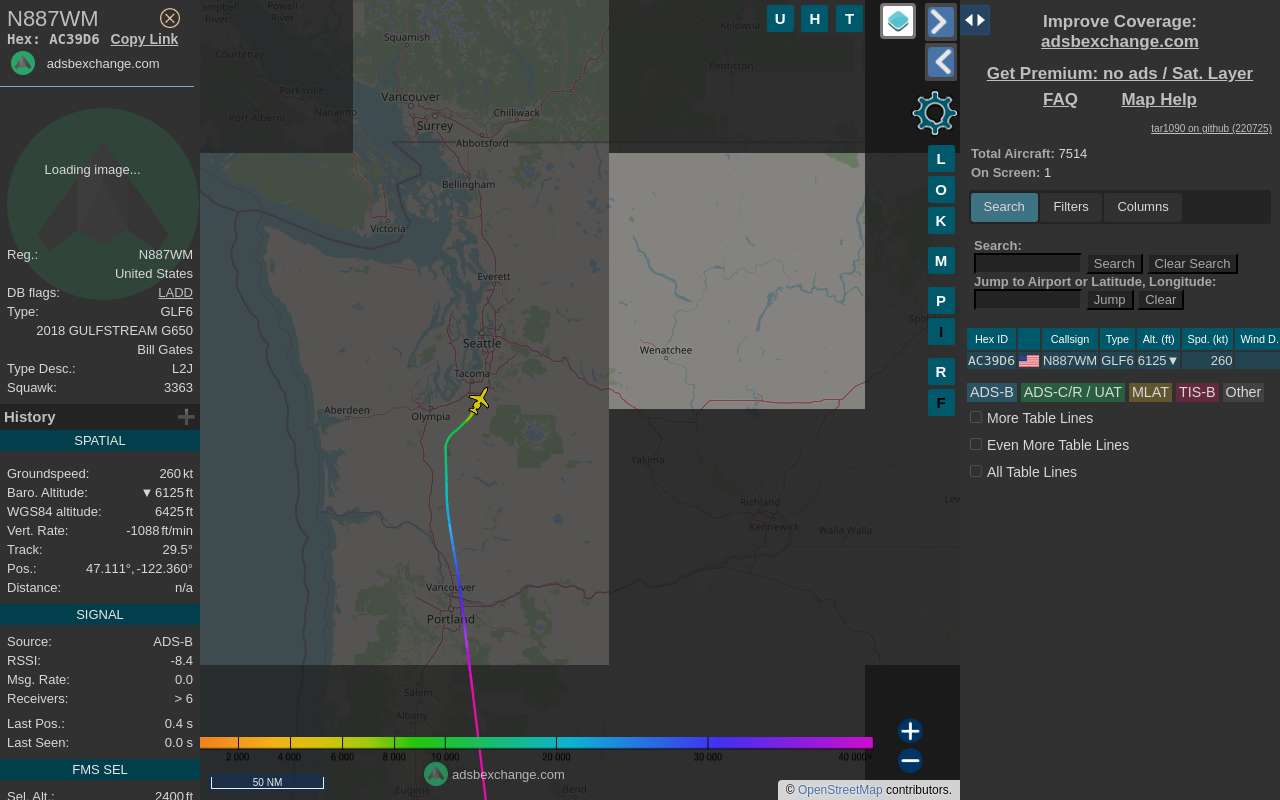 N887WM
Hex: AC39D6 Copy Link
adsbexchange.com
Loading image...
Reg.: N887WM
United States
DB flags: LADD
Type: GLF6
2018 GULFSTREAM G650
Bill Gates
Type Desc.: L2J
Squawk: 3363
History
SPATIAL
Groundspeed: 260 kt
Baro. Altitude: ▼ 6125 ft
WGS84 altitude: 6425 ft
Vert. Rate: -1088 ft/min
Track: 29.5°
Pos.: 47.111°, -122.360°
Distance: n/a
SIGNAL
Source: ADS-B
RSSI: -8.4
Msg. Rate: 0.0
Receivers: > 6
Last Pos.: 0.4 s
Last Seen: 0.0 s
FMS SEL
Sel. Alt.: 2400 ft
Campbell River
Powell River
Squamish
Courtenay
Parksville
Port Alberni
Nanaimo
Vancouver
Surrey
Chilliwack
Abbotsford
Kelowna
Penticton
Bellingham
Victoria
Everett
Seattle
Wenatchee
Tacoma
Aberdeen
Olympia
Yakima
Richland
Kennewick
Walla Walla
Vancouver
Portland
Salem
Albany
Eugene
Bend
U H T
L
O
K
M
P
I
R
F
2 000 4 000 6 000 8 000 10 000 20 000 30 000 40 000+
50 NM
adsbexchange.com
© OpenStreetMap contributors.
Improve Coverage:
adsbexchange.com
Get Premium: no ads / Sat. Layer
FAQ Map Help
tar1090 on github (220725)
Total Aircraft: 7514
On Screen: 1
Search Filters Columns
Search:
Search Clear Search
Jump to Airport or Latitude, Longitude:
Jump Clear
Hex ID Callsign Type Alt. (ft) Spd. (kt) Wind D.
AC39D6 N887WM GLF6 6125▼ 260
ADS-B ADS-C/R / UAT MLAT TIS-B Other
More Table Lines
Even More Table Lines
All Table Lines